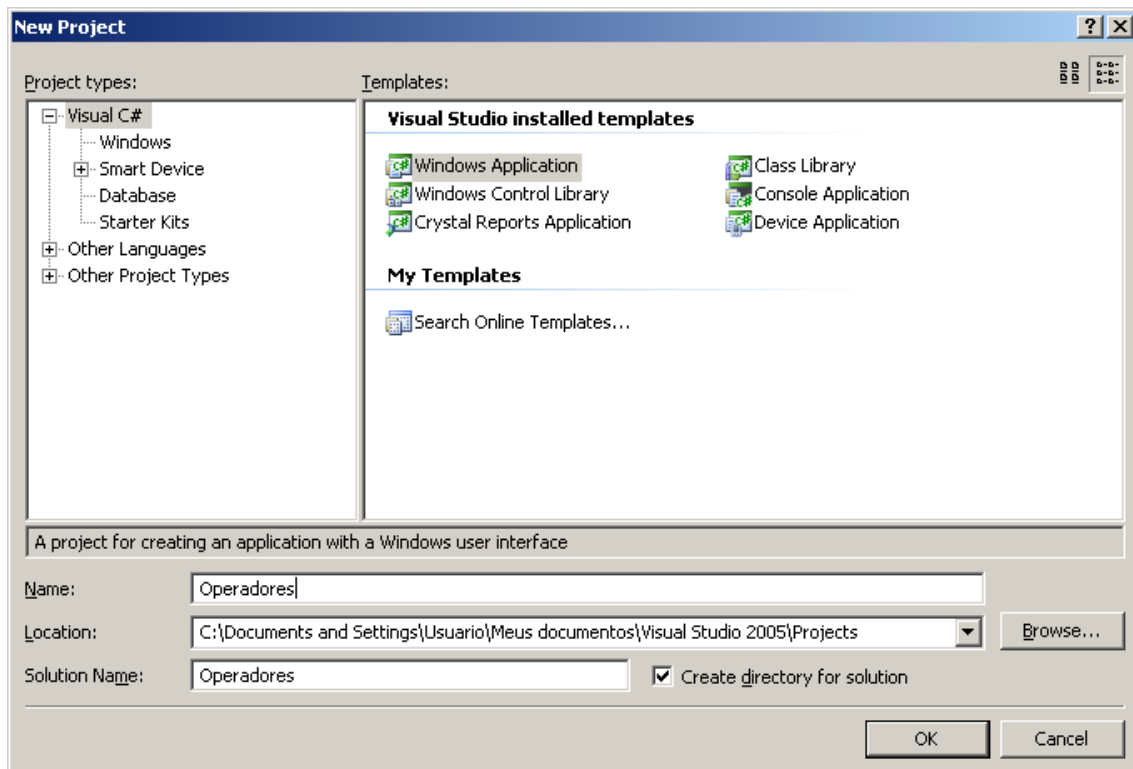 New Project
Project types:
Templates:
Visual C#
Windows
Smart Device
Database
Starter Kits
Other Languages
Other Project Types
Visual Studio installed templates
Windows Application
Class Library
Windows Control Library
Console Application
Crystal Reports Application
Device Application
My Templates
Search Online Templates...
A project for creating an application with a Windows user interface
Name: Operadores
Location: C:\Documents and Settings\Usuario\Meus documentos\Visual Studio 2005\Projects Browse...
Solution Name: Operadores Create directory for solution
OK Cancel